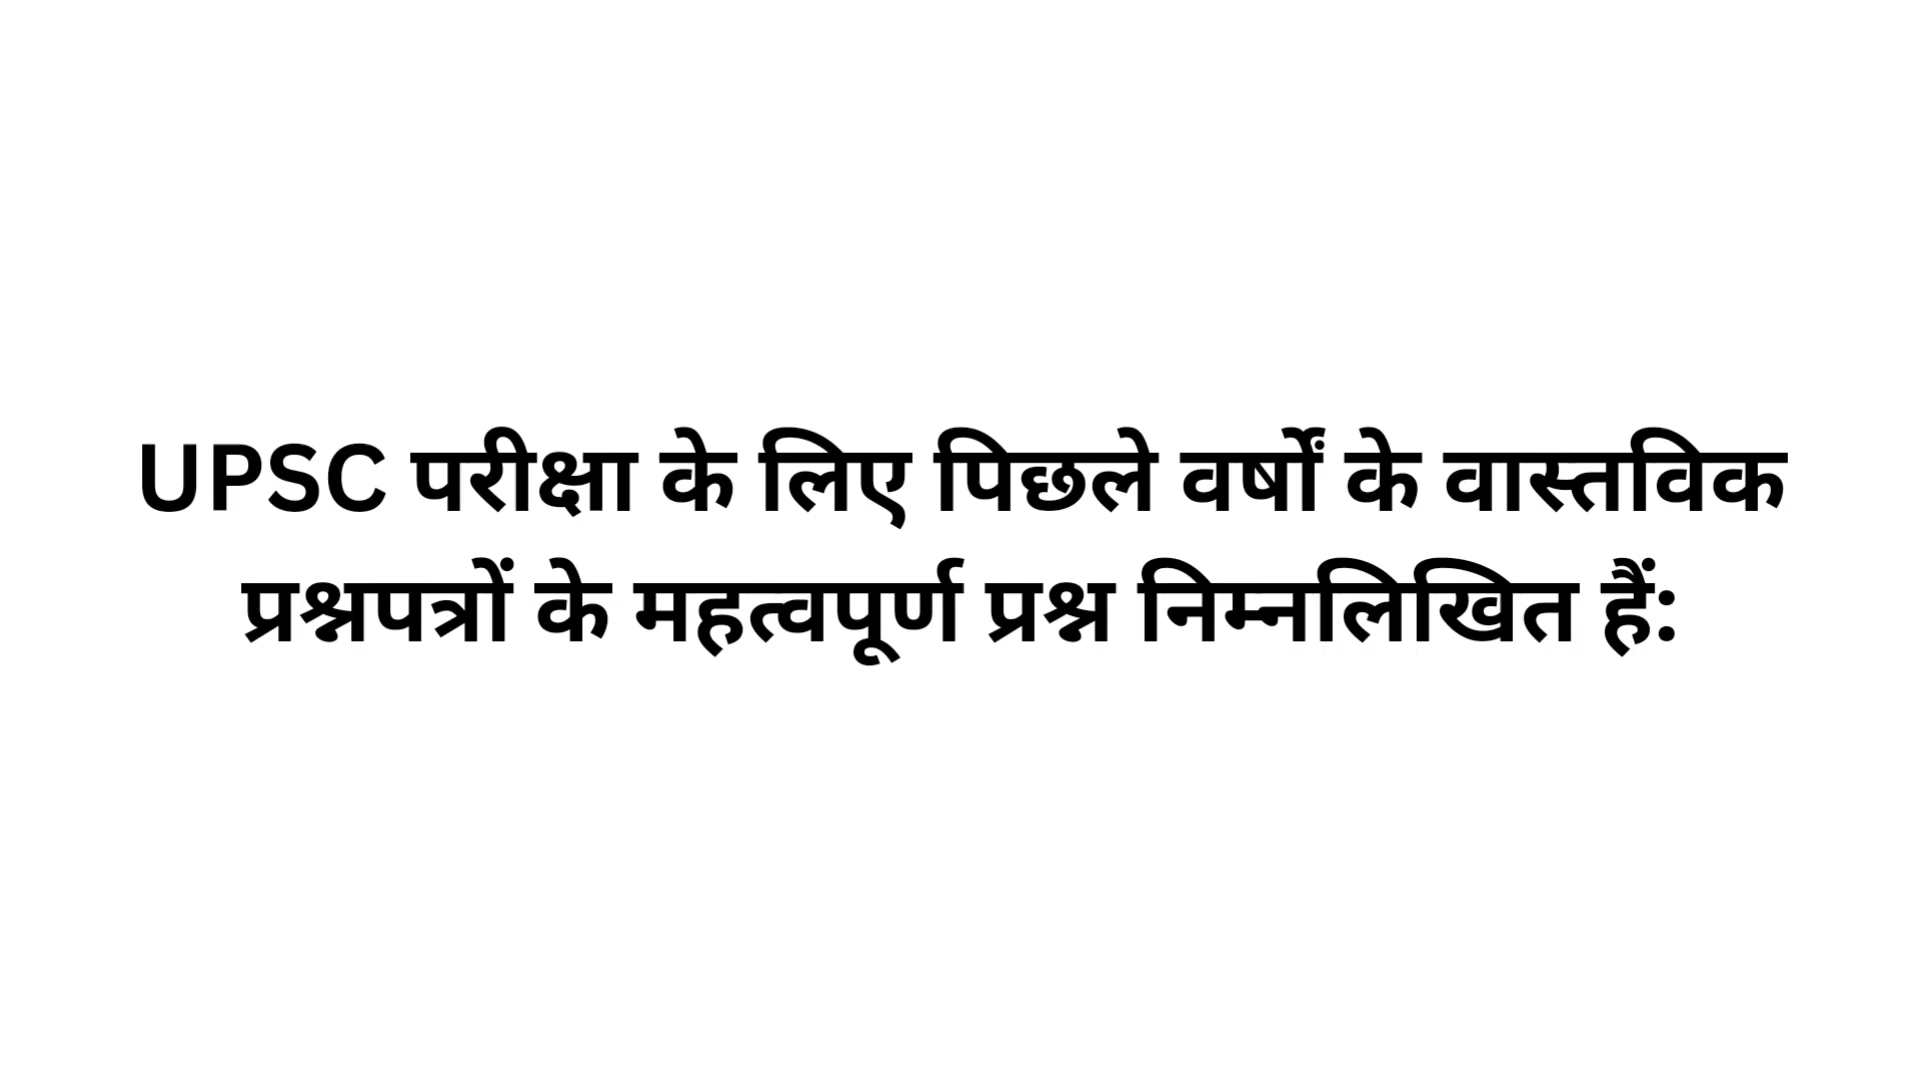 UPSC परीक्षा के लिए पिछले वर्षों के वास्तविक
प्रश्नपत्रों के महत्वपूर्ण प्रश्न निम्नलिखित हैं: